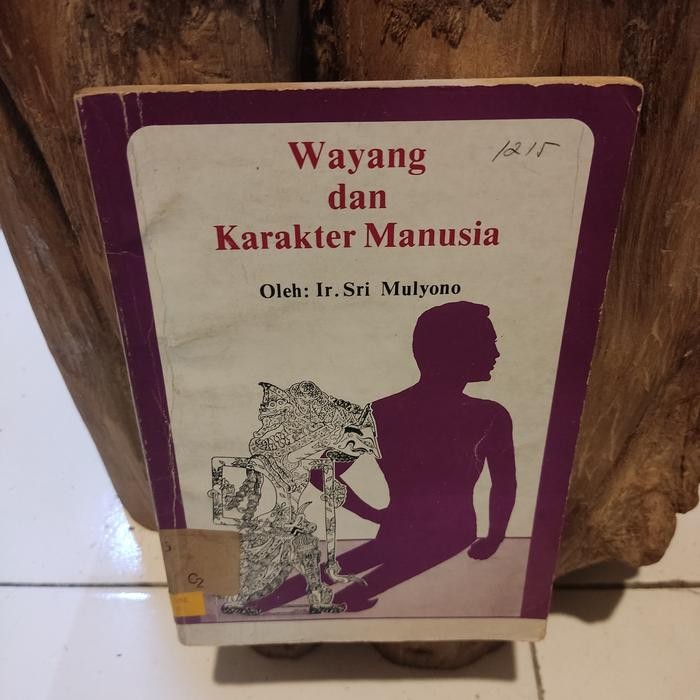 Wayang
dan
Karakter Manusia
1215
Oleh: Ir. Sri Mulyono
C2